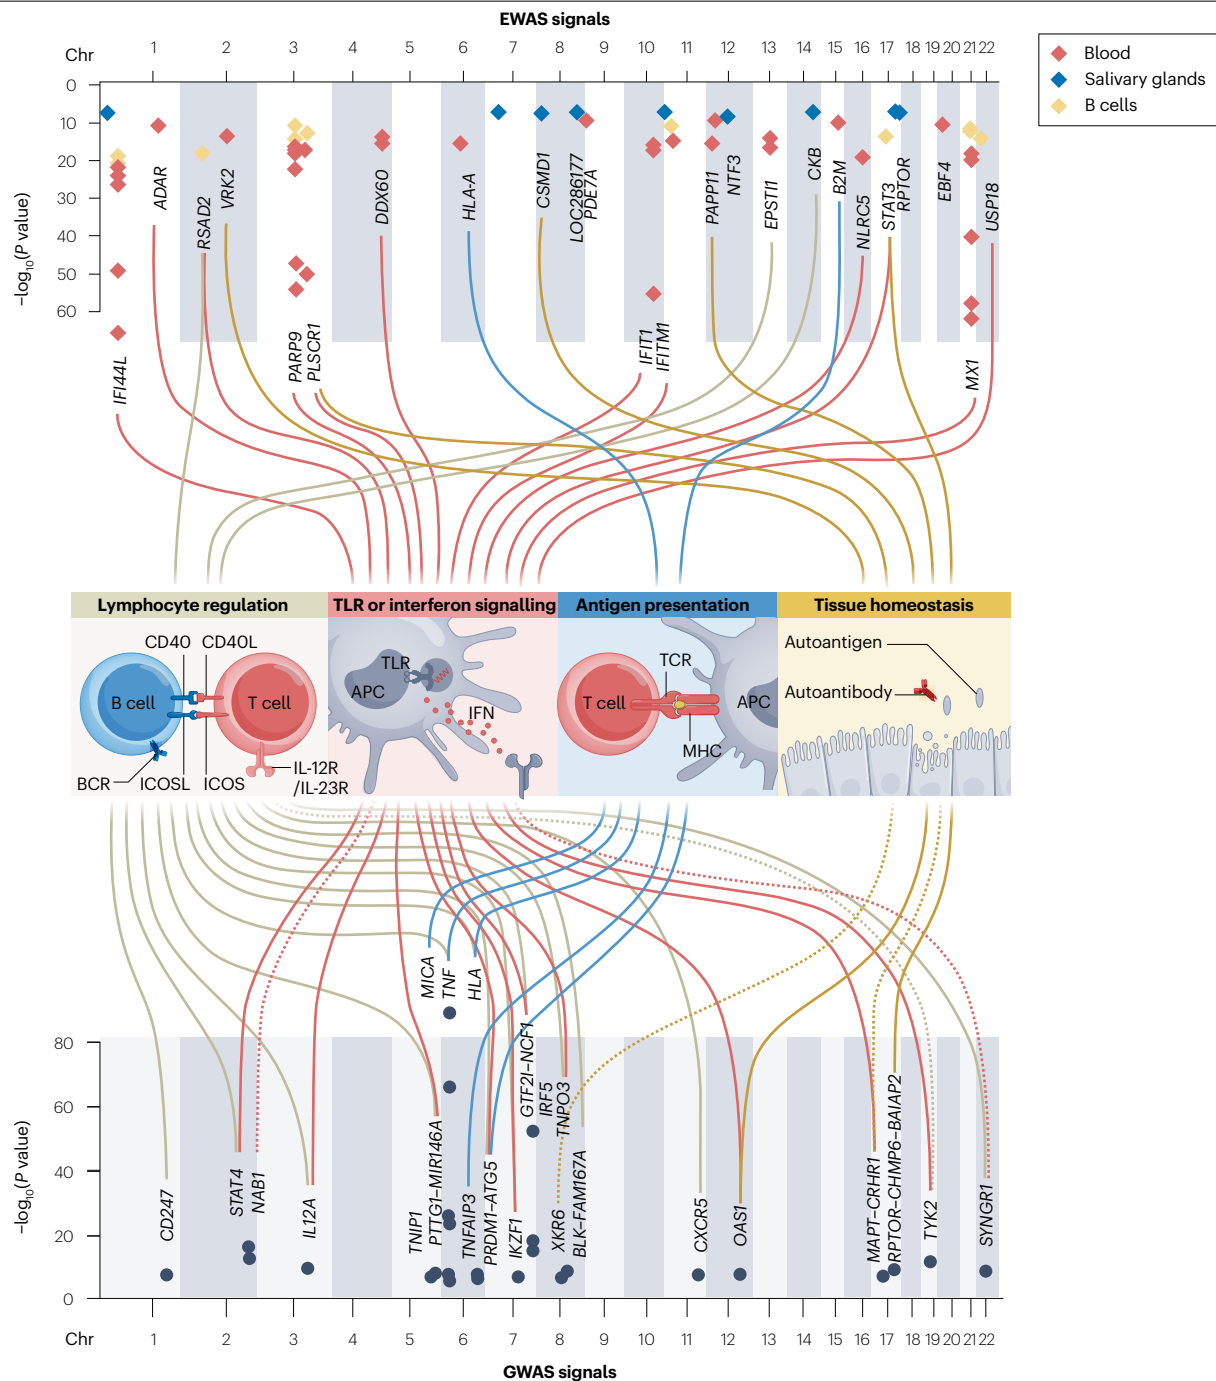 EWAS signals
Chr 1 2 3 4 5 6 7 8 9 10 11 12 13 14 15 16 17 18 19 20 21 22
Blood
Salivary glands
B cells
−log10(P value)
0
10
20
30
40
50
60
IFI44L
ADAR
RSAD2
VRK2
PARP9
PLSCR1
DDX60
HLA-A
CSMD1
LOC286177
PDE7A
IFIT1
IFITM1
PAPP11
NTF3
EPSTI1
CKB
B2M
NLRC5
STAT3
RPTOR
EBF4
MX1
USP18
Lymphocyte regulation
TLR or interferon signalling
Antigen presentation
Tissue homeostasis
CD40 CD40L
B cell
T cell
BCR
ICOSL
ICOS
IL-12R
/IL-23R
TLR
APC
IFN
TCR
T cell
APC
MHC
Autoantigen
Autoantibody
MICA
TNF
HLA
−log10(P value)
80
60
40
20
0
CD247
STAT4
NAB1
IL12A
TNIP1
PTTG1–MIR146A
TNFAIP3
PRDM1–ATG5
IKZF1
GTF2I–NCF1
IRF5
TNPO3
XKR6
BLK–FAM167A
CXCR5
OAS1
MAPT–CRHR1
RPTOR–CHMP6–BAIAP2
TYK2
SYNGR1
Chr 1 2 3 4 5 6 7 8 9 10 11 12 13 14 15 16 17 18 19 20 21 22
GWAS signals